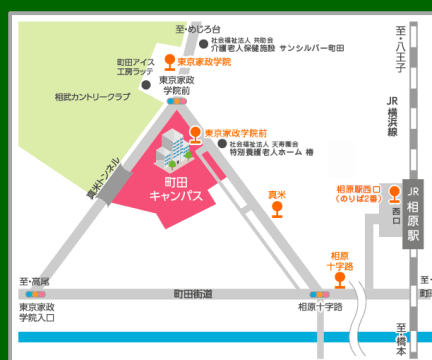 至・めじろ台
社会福祉法人 共助会
介護老人保健施設 サンシルバー町田
町田アイス
工房ラッテ
東京家政学院
東京家政
学院前
相武カントリークラブ
東京家政学院前
社会福祉法人 天寿園会
特別養護老人ホーム 椿
至・八王子
JR横浜線
真米トンネル
町田
キャンパス
真米
相原駅西口
(のりば2番)
西口
JR相原駅
相原
十字路
至・高尾
町田街道
至・
町田
東京家政
学院入口
相原十字路
至・橋本